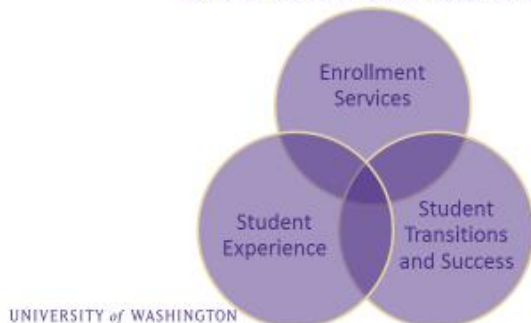 Enrollment
Services
Student
Experience
Student
Transitions
and Success
UNIVERSITY of WASHINGTON